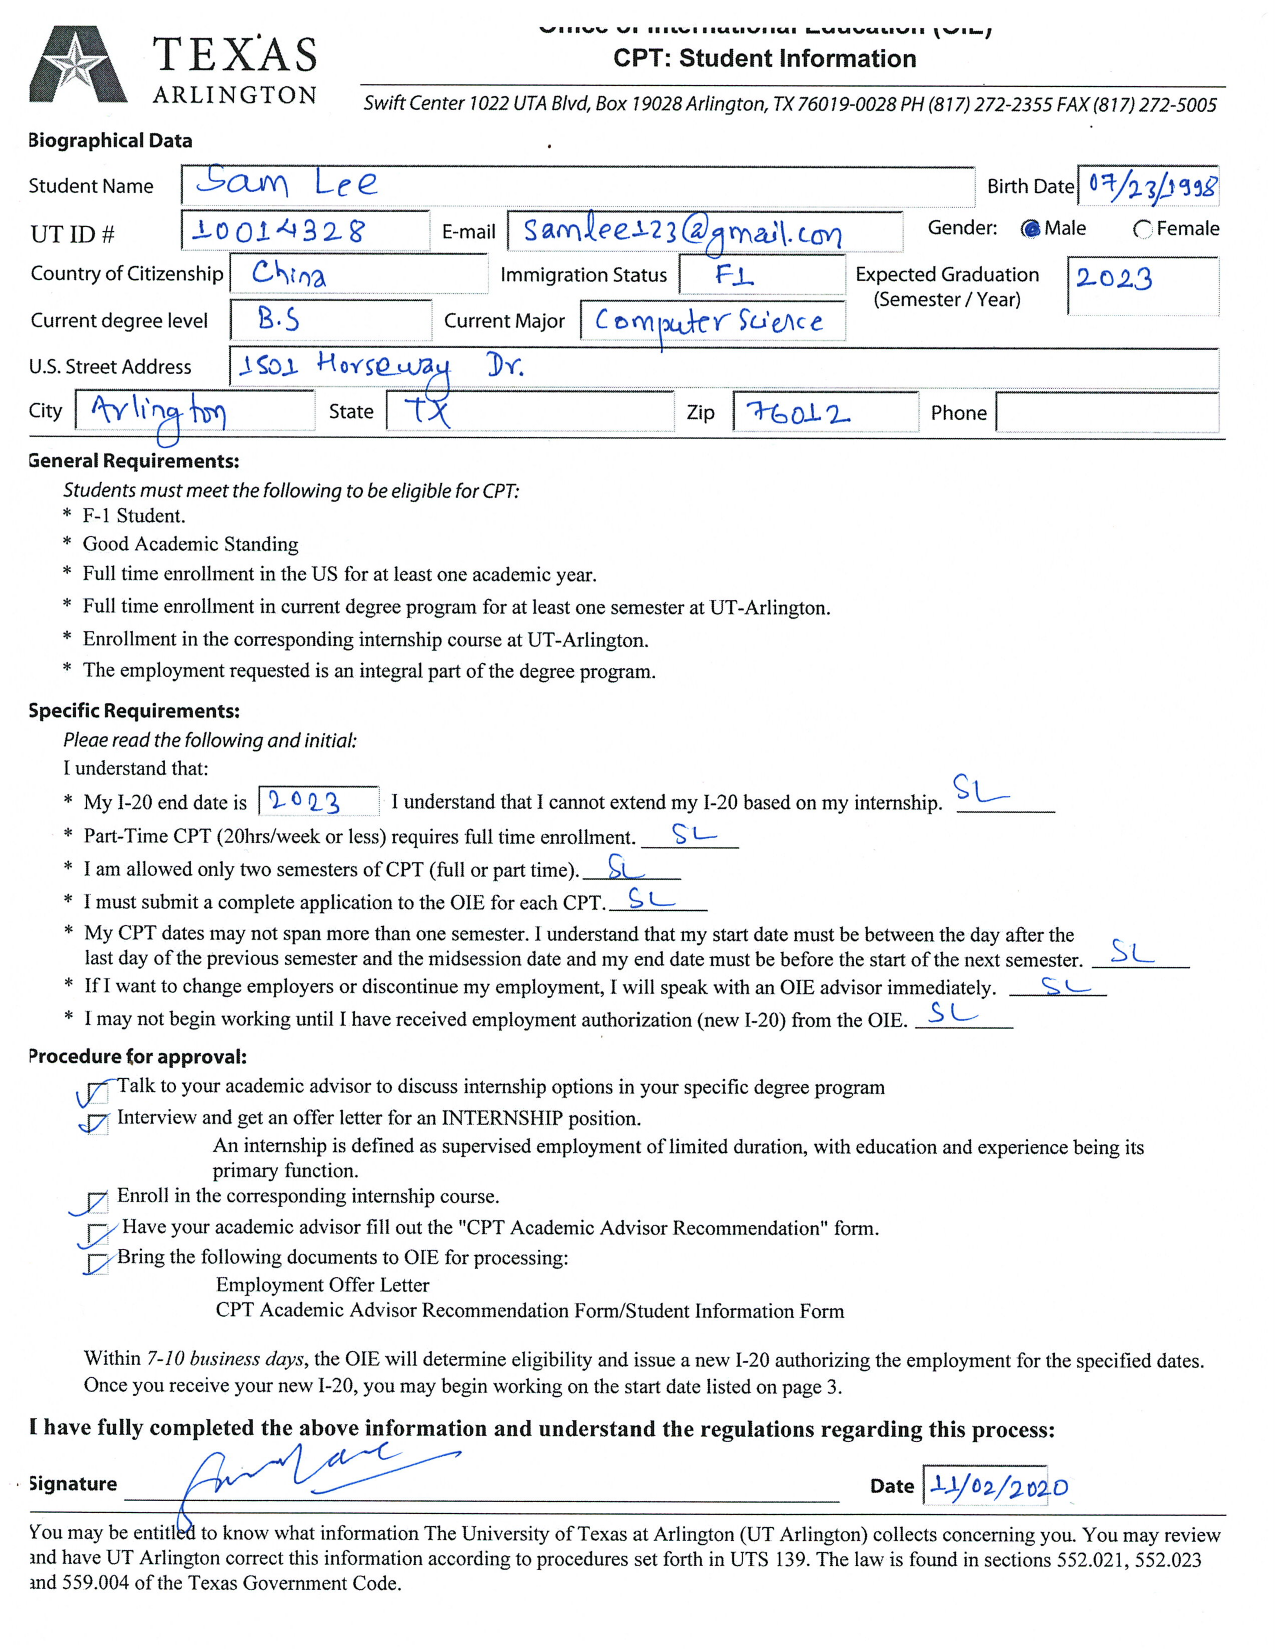 TEXAS
ARLINGTON
Office of International Education (OIE)
CPT: Student Information
Swift Center 1022 UTA Blvd, Box 19028 Arlington, TX 76019-0028 PH (817) 272-2355 FAX (817) 272-5005
Biographical Data
Student Name Sam Lee Birth Date 07/23/1998
UT ID # 10014328 E-mail samlee123@gmail.con Gender: Male Female
Country of Citizenship China Immigration Status F1 Expected Graduation (Semester / Year) 2023
Current degree level B.S Current Major Computer Science
U.S. Street Address 1501 Horseway Dr.
City Arlington State TX Zip 76012 Phone
General Requirements:
Students must meet the following to be eligible for CPT:
* F-1 Student.
* Good Academic Standing
* Full time enrollment in the US for at least one academic year.
* Full time enrollment in current degree program for at least one semester at UT-Arlington.
* Enrollment in the corresponding internship course at UT-Arlington.
* The employment requested is an integral part of the degree program.
Specific Requirements:
Pleae read the following and initial:
I understand that:
* My I-20 end date is 2023 I understand that I cannot extend my I-20 based on my internship. SL
* Part-Time CPT (20hrs/week or less) requires full time enrollment. SL
* I am allowed only two semesters of CPT (full or part time). SL
* I must submit a complete application to the OIE for each CPT. SL
* My CPT dates may not span more than one semester. I understand that my start date must be between the day after the
last day of the previous semester and the midsession date and my end date must be before the start of the next semester. SL
* If I want to change employers or discontinue my employment, I will speak with an OIE advisor immediately. SL
* I may not begin working until I have received employment authorization (new I-20) from the OIE. SL
Procedure for approval:
Talk to your academic advisor to discuss internship options in your specific degree program
Interview and get an offer letter for an INTERNSHIP position.
An internship is defined as supervised employment of limited duration, with education and experience being its
primary function.
Enroll in the corresponding internship course.
Have your academic advisor fill out the "CPT Academic Advisor Recommendation" form.
Bring the following documents to OIE for processing:
Employment Offer Letter
CPT Academic Advisor Recommendation Form/Student Information Form
Within 7-10 business days, the OIE will determine eligibility and issue a new I-20 authorizing the employment for the specified dates.
Once you receive your new I-20, you may begin working on the start date listed on page 3.
I have fully completed the above information and understand the regulations regarding this process:
Signature Date 11/02/2020
You may be entitled to know what information The University of Texas at Arlington (UT Arlington) collects concerning you. You may review
and have UT Arlington correct this information according to procedures set forth in UTS 139. The law is found in sections 552.021, 552.023
and 559.004 of the Texas Government Code.